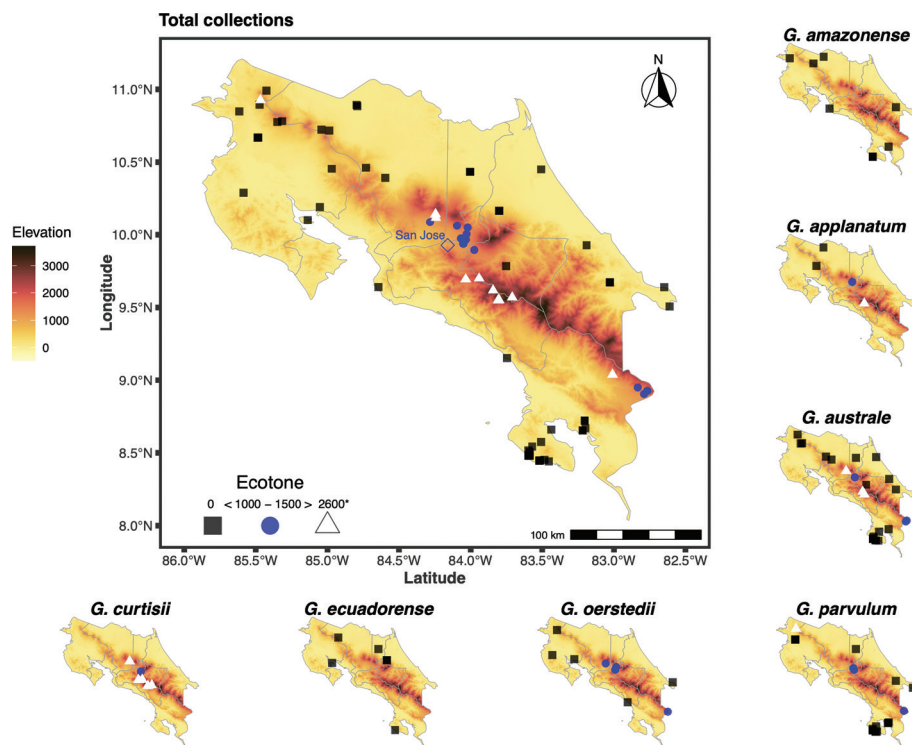 Total collections
N
11.0°N
10.5°N
10.0°N
9.5°N
9.0°N
8.5°N
8.0°N
Longitude
Elevation
3000
2000
1000
0
San Jose
Ecotone
0 < 1000 – 1500 > 2600*
100 km
86.0°W 85.5°W 85.0°W 84.5°W 84.0°W 83.5°W 83.0°W 82.5°W
Latitude
G. amazonense
G. applanatum
G. australe
G. curtisii
G. ecuadorense
G. oerstedii
G. parvulum